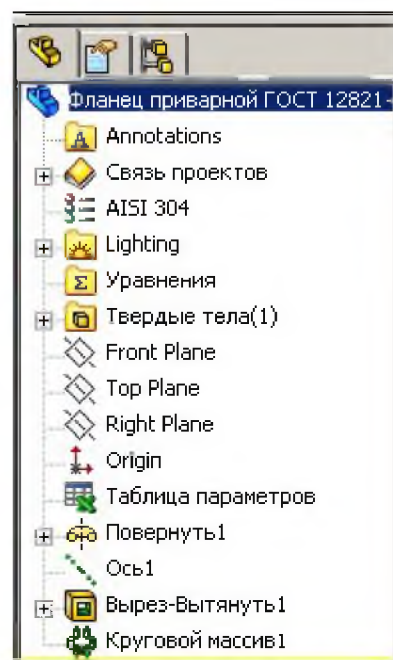 Фланец приварной ГОСТ 12821-
Annotations
Связь проектов
AISI 304
Lighting
Уравнения
Твердые тела(1)
Front Plane
Top Plane
Right Plane
Origin
Таблица параметров
Повернуть1
Ось1
Вырез-Вытянуть1
Круговой массив1